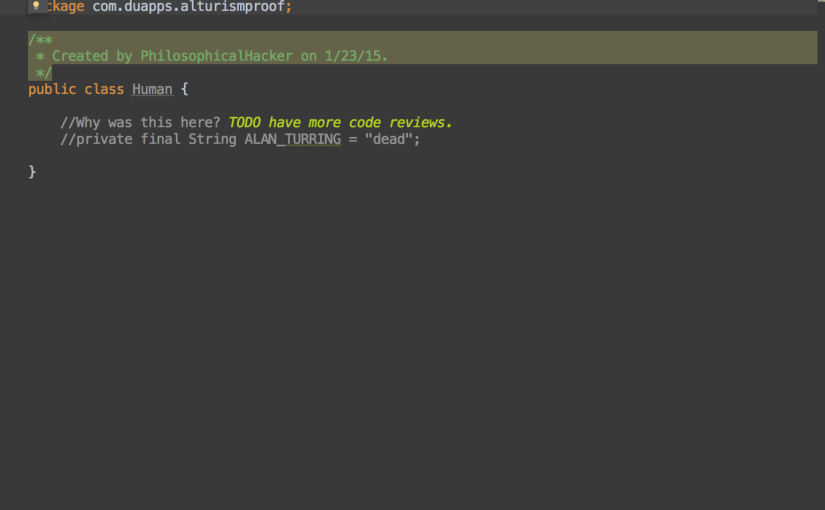 ckage com.duapps.alturismproof;
/**
* Created by PhilosophicalHacker on 1/23/15.
*/
public class Human {
//Why was this here? TODO have more code reviews.
//private final String ALAN_TURRING = "dead";
}